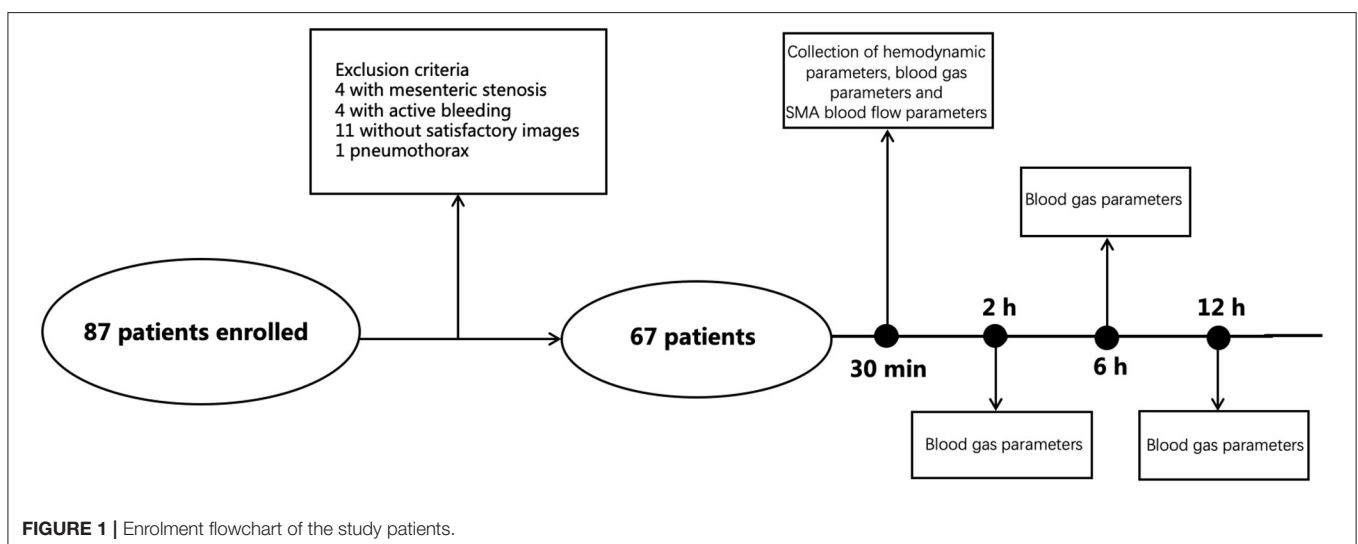 Exclusion criteria
4 with mesenteric stenosis
4 with active bleeding
11 without satisfactory images
1 pneumothorax
Collection of hemodynamic
parameters, blood gas
parameters and
SMA blood flow parameters
Blood gas parameters
87 patients enrolled
67 patients
30 min
2 h
6 h
12 h
Blood gas parameters
Blood gas parameters
FIGURE 1 | Enrolment flowchart of the study patients.